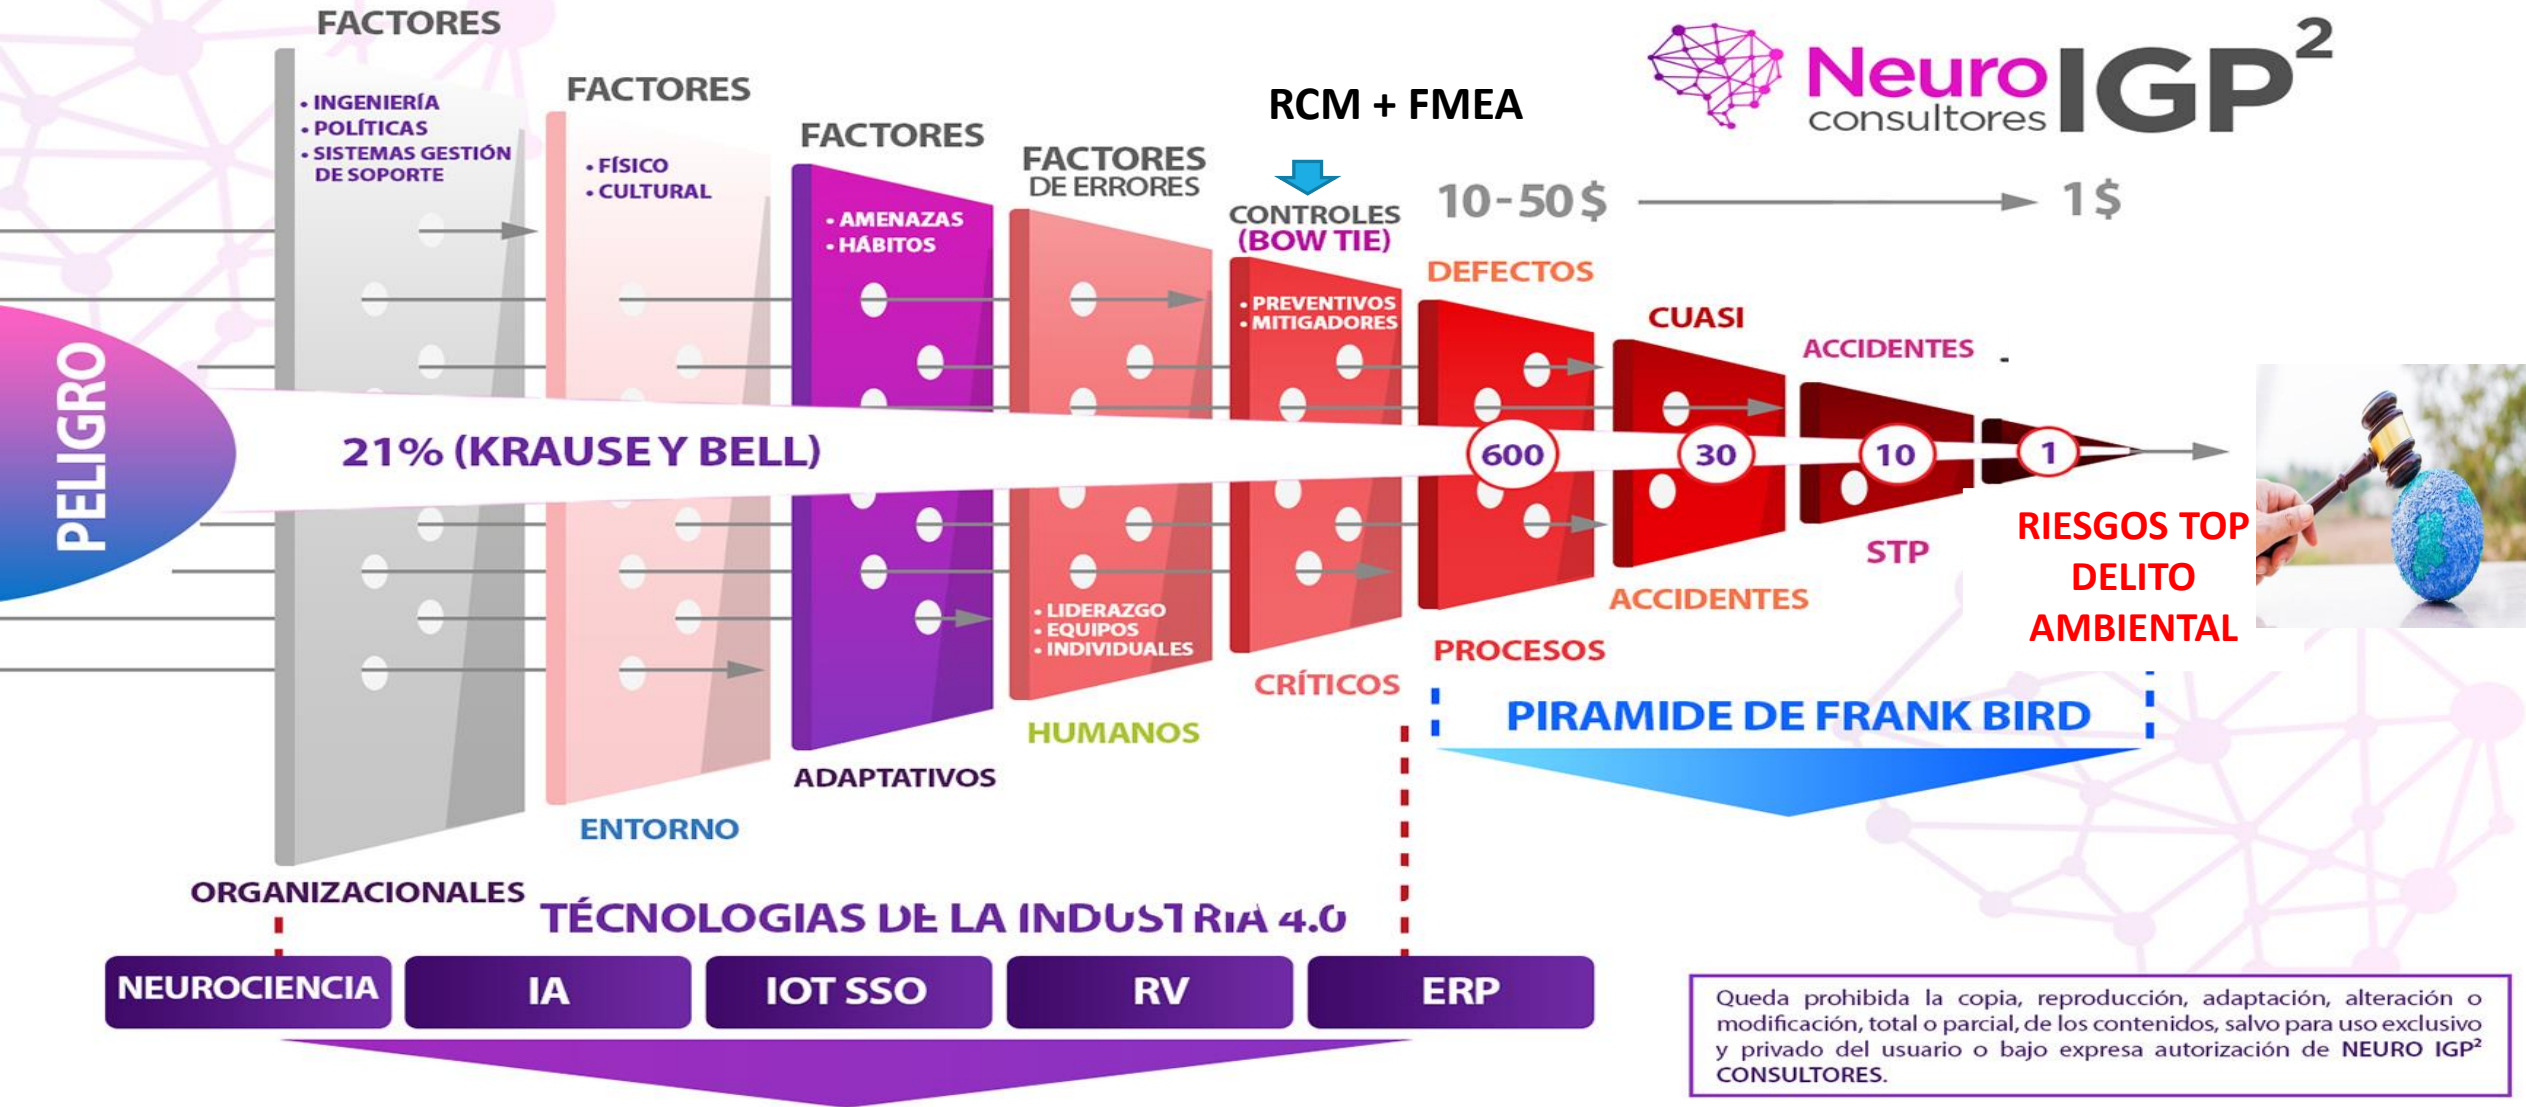 FACTORES
• INGENIERÍA
• POLÍTICAS
• SISTEMAS GESTIÓN
DE SOPORTE
ORGANIZACIONALES
FACTORES
• FÍSICO
• CULTURAL
ENTORNO
FACTORES
• AMENAZAS
• HÁBITOS
ADAPTATIVOS
FACTORES
DE ERRORES
• LIDERAZGO
• EQUIPOS
• INDIVIDUALES
HUMANOS
RCM + FMEA
CONTROLES
(BOW TIE)
• PREVENTIVOS
• MITIGADORES
CRÍTICOS
Neuro
consultores
IGP²
10-50$
1$
DEFECTOS
PROCESOS
CUASI
ACCIDENTES
ACCIDENTES
-
STP
PELIGRO
21% (KRAUSE Y BELL)
600
30
10
1
RIESGOS TOP
DELITO
AMBIENTAL
PIRAMIDE DE FRANK BIRD
TÉCNOLOGIAS DE LA INDUSTRIA 4.0
NEUROCIENCIA
IA
IOT SSO
RV
ERP
Queda prohibida la copia, reproducción, adaptación, alteración o
modificación, total o parcial, de los contenidos, salvo para uso exclusivo
y privado del usuario o bajo expresa autorización de NEURO IGP²
CONSULTORES.